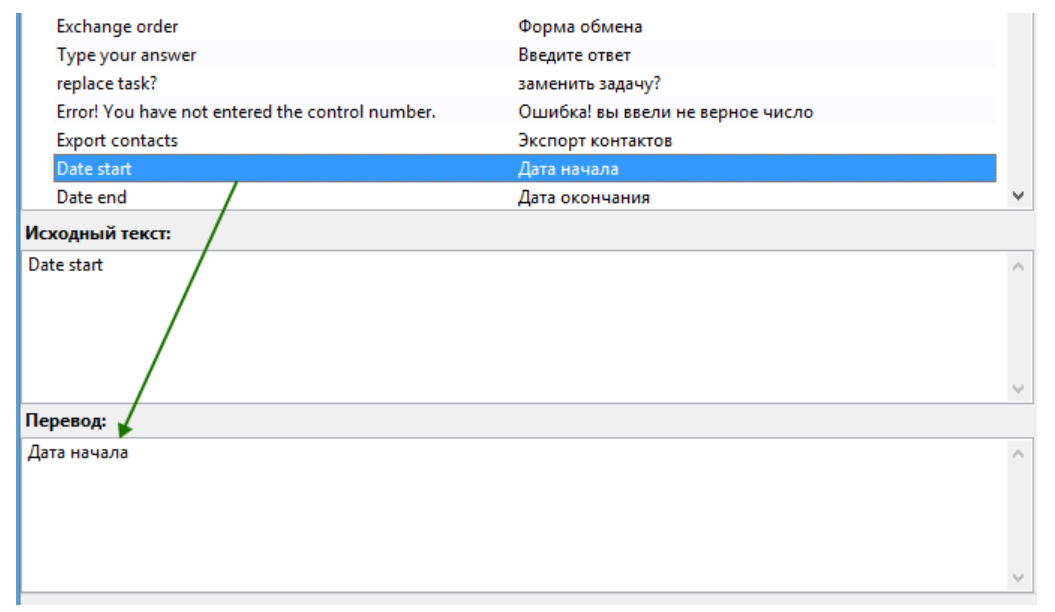 Exchange order Форма обмена
Type your answer Введите ответ
replace task? заменить задачу?
Error! You have not entered the control number. Ошибка! вы ввели не верное число
Export contacts Экспорт контактов
Date start Дата начала
Date end Дата окончания
Исходный текст:
Date start
Перевод:
Дата начала